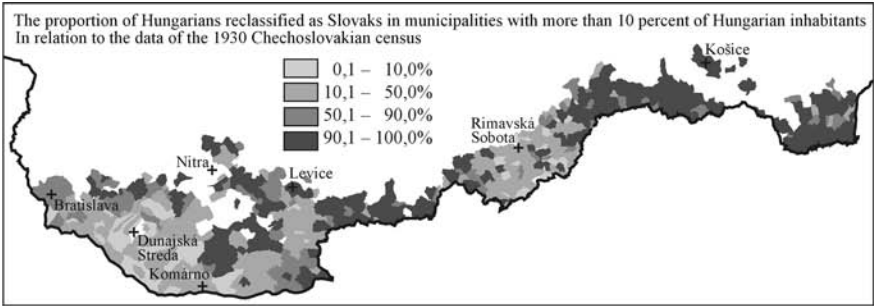 The proportion of Hungarians reclassified as Slovaks in municipalities with more than 10 percent of Hungarian inhabitants
In relation to the data of the 1930 Chechoslovakian census
Košice
0,1 – 10,0%
10,1 – 50,0%
50,1 – 90,0%
90,1 – 100,0%
Rimavská
Sobota
Nitra
Levice
Bratislava
Dunajská
Streda
Komárno